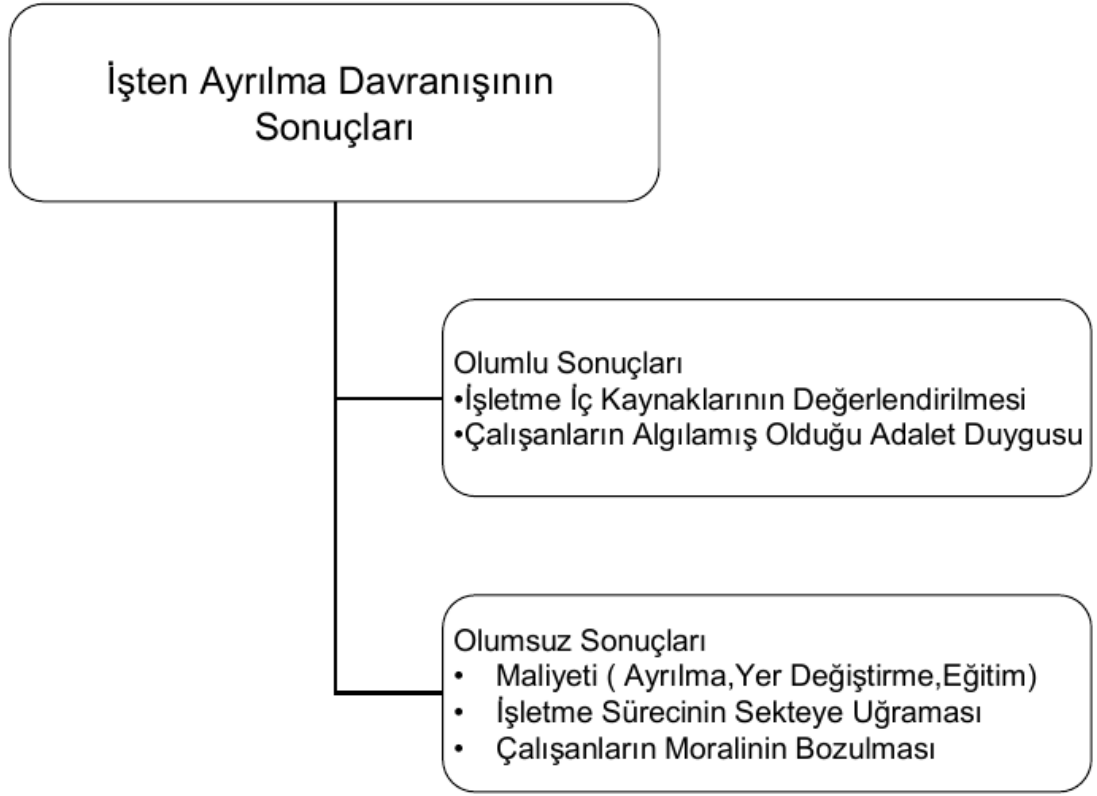 İşten Ayrılma Davranışının
Sonuçları
Olumlu Sonuçları
•İşletme İç Kaynaklarının Değerlendirilmesi
•Çalışanların Algılamış Olduğu Adalet Duygusu
Olumsuz Sonuçları
• Maliyeti ( Ayrılma,Yer Değiştirme,Eğitim)
• İşletme Sürecinin Sekteye Uğraması
• Çalışanların Moralinin Bozulması